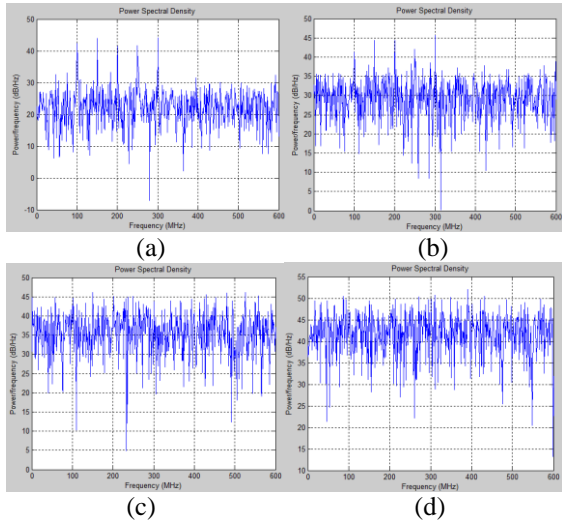 Power Spectral Density
50
40
30
20
10
0
-10
Power/frequency (dB/Hz)
0 100 200 300 400 500 600
Frequency (MHz)
(a)
Power Spectral Density
45
40
35
30
25
20
15
10
5
0
Power/frequency (dB/Hz)
0 100 200 300 400 500 600
Frequency (MHz)
(b)
Power Spectral Density
50
45
40
35
30
25
20
15
10
5
0
Power/frequency (dB/Hz)
0 100 200 300 400 500 600
Frequency (MHz)
(c)
Power Spectral Density
55
50
45
40
35
30
25
20
15
10
Power/frequency (dB/Hz)
0 100 200 300 400 500 600
Frequency (MHz)
(d)